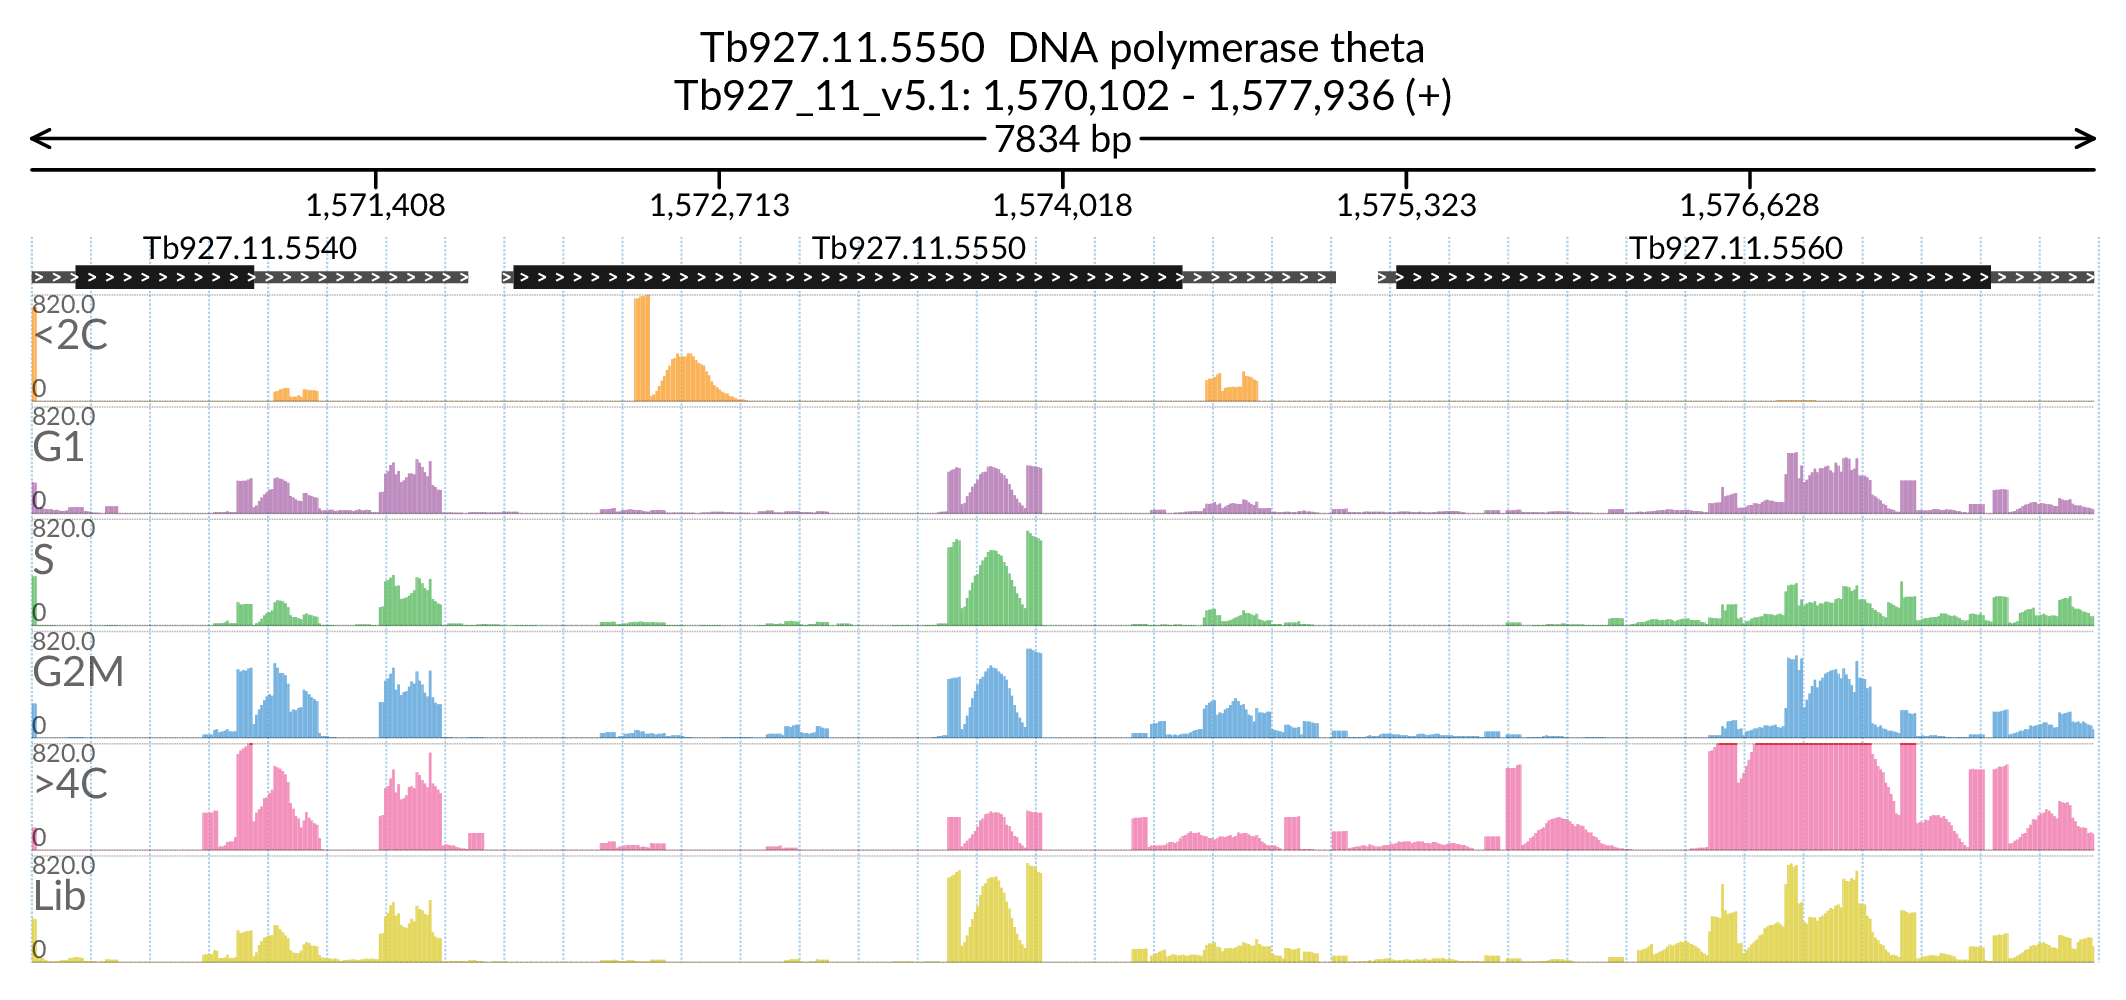 Tb927.11.5550  DNA polymerase theta
Tb927_11_v5.1: 1,570,102 - 1,577,936 (+)
7834 bp
1,571,408 1,572,713 1,574,018 1,575,323 1,576,628
Tb927.11.5540 Tb927.11.5550 Tb927.11.5560
820.0
<2C
0
820.0
G1
0
820.0
S
0
820.0
G2M
0
820.0
>4C
0
820.0
Lib
0